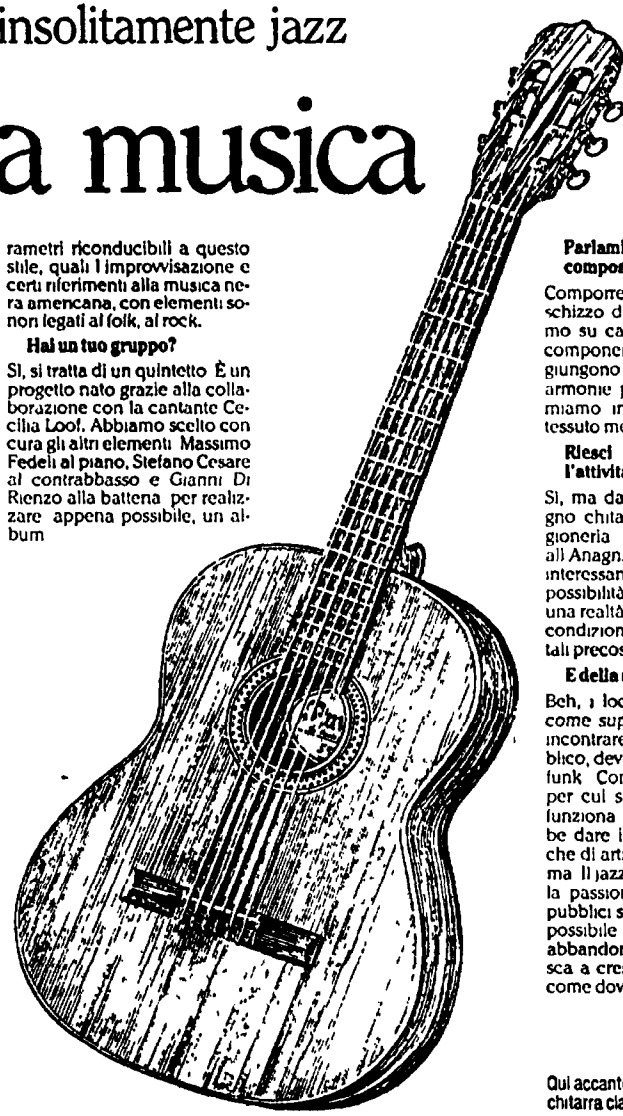 insolitamente jazz
a musica
rametri riconducibili a questo
stile, quali l improvvisazione e
certi riferimenti alla musica ne-
ra americana, con elementi so-
nori legati al folk, al rock.
Hai un tuo gruppo?
Sì, si tratta di un quintetto È un
progetto nato grazie alla colla-
borazione con la cantante Ce-
cilia Loof. Abbiamo scelto con
cura gli altri elementi Massimo
Fedeli al piano, Stefano Cesare
al contrabbasso e Gianni Di
Rienzo alla batteria per realiz-
zare appena possibile, un al-
bum
Parlami
compos
Comporre
schizzo d
mo su ca
componer
giungono
armonie p
miamo in
tessuto me
Riesci
l'attivita
Sì, ma da
gno chita
gioneria
all Anagn
interessan
possibilità
una realtà
condizion
tali precos
E della
Beh, i loc
come sup
incontrare
blico, dev
funk Con
per cui s
funziona
be dare l
che di art
ma Il jazz
la passion
pubblici s
possibile
abbandon
sca a cres
come dov
Qui accanto
chitarra cla